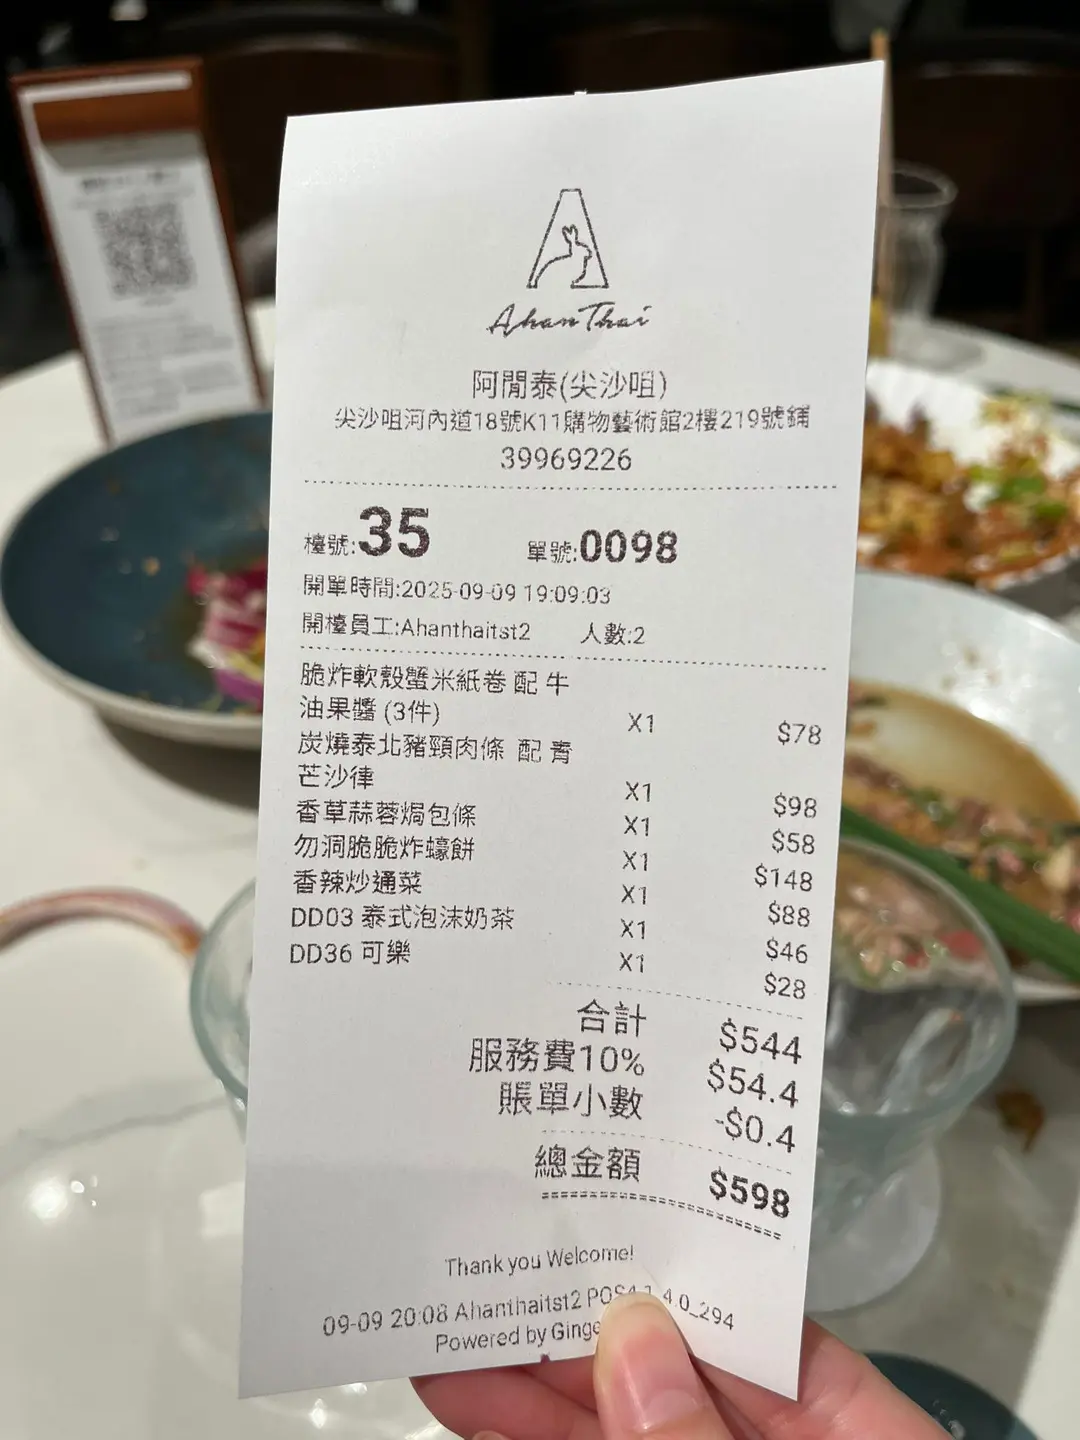 Ahan Thai
阿閒泰(尖沙咀)
尖沙咀河內道18號K11購物藝術館2樓219號鋪
39969226
檯號:35 單號:0098
開單時間:2025-09-09 19:09:03
開檯員工:Ahanthaitst2 人數:2
脆炸軟殼蟹米紙卷 配 牛
油果醬 (3件) X1 $78
炭燒泰北豬頸肉條 配 青
芒沙律 X1 $98
香草蒜蓉焗包條 X1 $58
勿洞脆脆炸蠔餅 X1 $148
香辣炒通菜 X1 $88
DD03 泰式泡沫奶茶 X1 $46
DD36 可樂 X1 $28
合計 $544
服務費10% $54.4
賬單小數 -$0.4
總金額 $598
Thank you Welcome!
09-09 20:08 Ahanthaitst2 4.0_294
Powered by